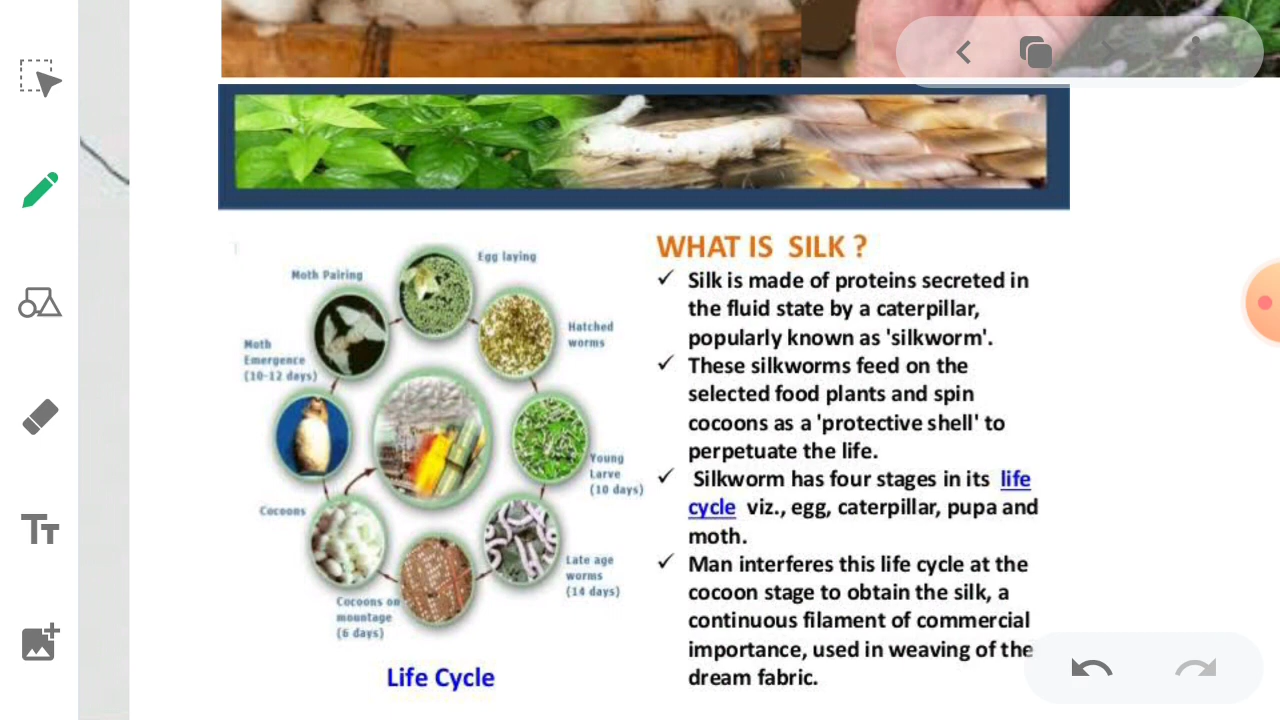 WHAT IS SILK ?
✓ Silk is made of proteins secreted in
the fluid state by a caterpillar,
popularly known as 'silkworm'.
✓ These silkworms feed on the
selected food plants and spin
cocoons as a 'protective shell' to
perpetuate the life.
✓ Silkworm has four stages in its life
cycle viz., egg, caterpillar, pupa and
moth.
✓ Man interferes this life cycle at the
cocoon stage to obtain the silk, a
continuous filament of commercial
importance, used in weaving of the
dream fabric.
Egg laying
Hatched
worms
Young
Larve
(10 days)
Late age
worms
(14 days)
Cocoons on
mountage
(6 days)
Cocoons
Moth
Emergence
(10-12 days)
Moth Pairing
Life Cycle
TT